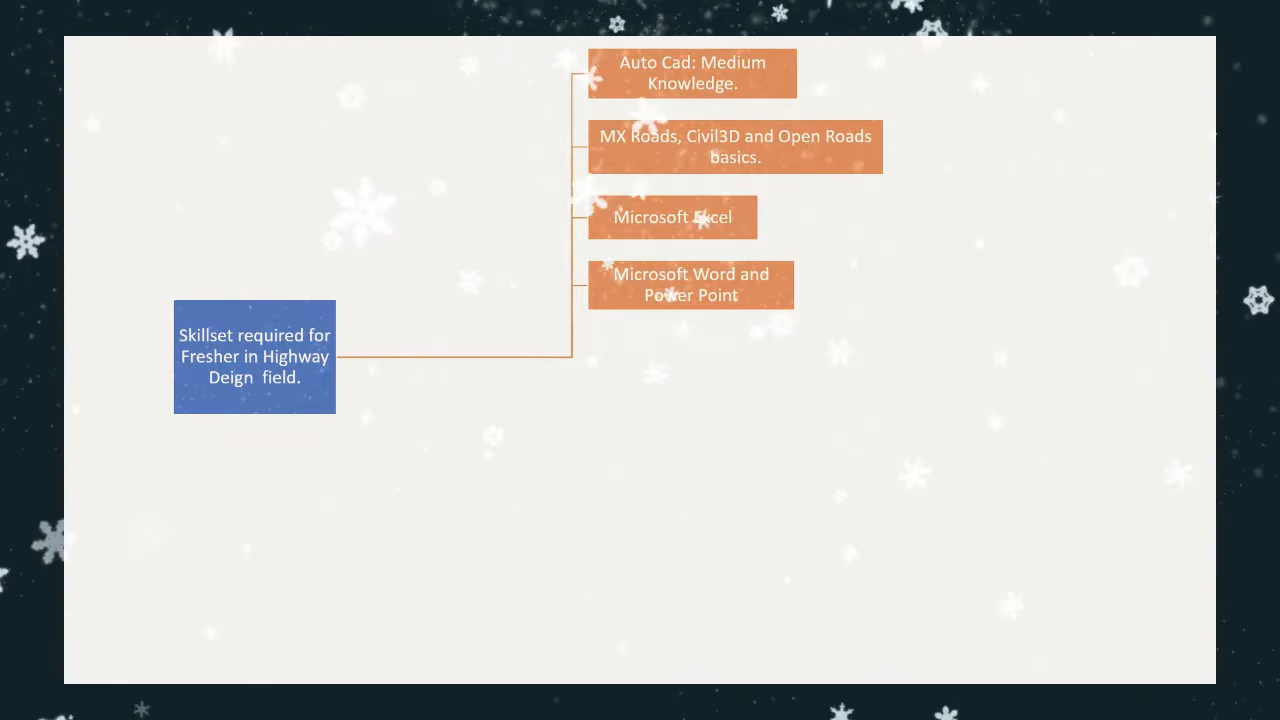 Auto Cad: Medium
Knowledge.
MX Roads, Civil3D and Open Roads
basics.
Microsoft Excel
Microsoft Word and
Power Point
Skillset required for
Fresher in Highway
Deign field.